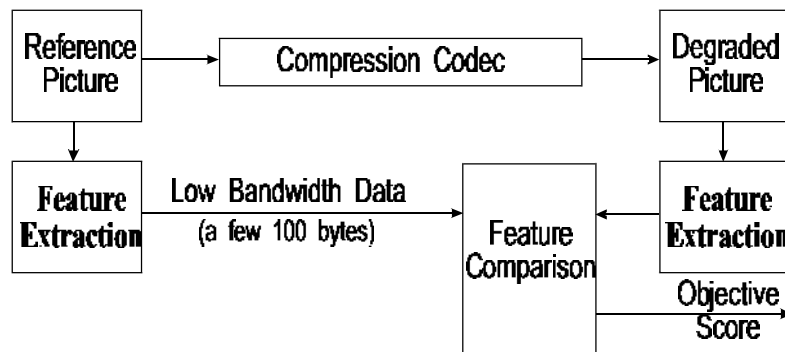 Reference
Picture
Compression Codec
Degraded
Picture
Feature
Extraction
Low Bandwidth Data
(a few 100 bytes)
Feature
Comparison
Feature
Extraction
Objective
Score